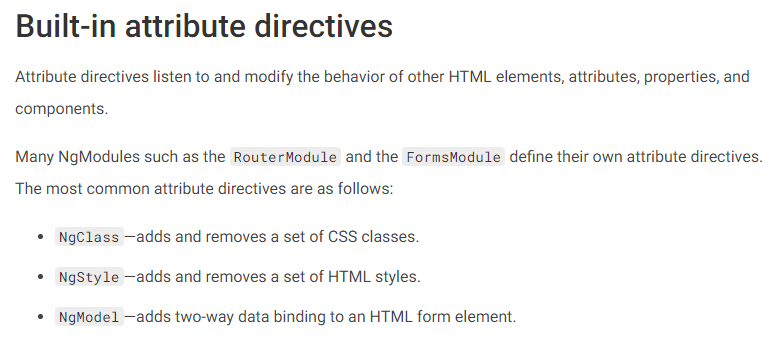 Built-in attribute directives
Attribute directives listen to and modify the behavior of other HTML elements, attributes, properties, and
components.
Many NgModules such as the RouterModule and the FormsModule define their own attribute directives.
The most common attribute directives are as follows:
• NgClass—adds and removes a set of CSS classes.
• NgStyle—adds and removes a set of HTML styles.
• NgModel—adds two-way data binding to an HTML form element.